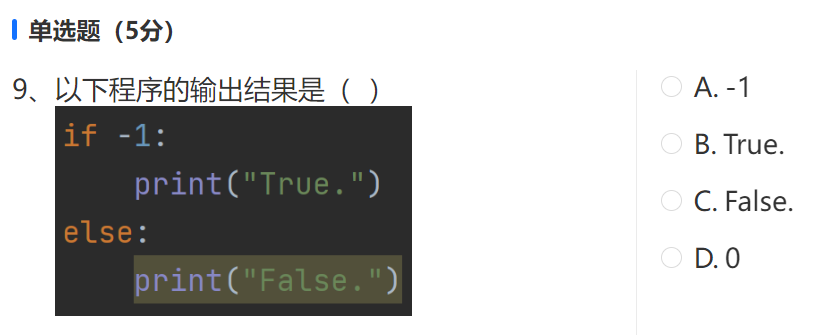 单选题（5分）
9、以下程序的输出结果是（ ）
if -1:
    print("True.")
else:
    print("False.")
A. -1
B. True.
C. False.
D. 0